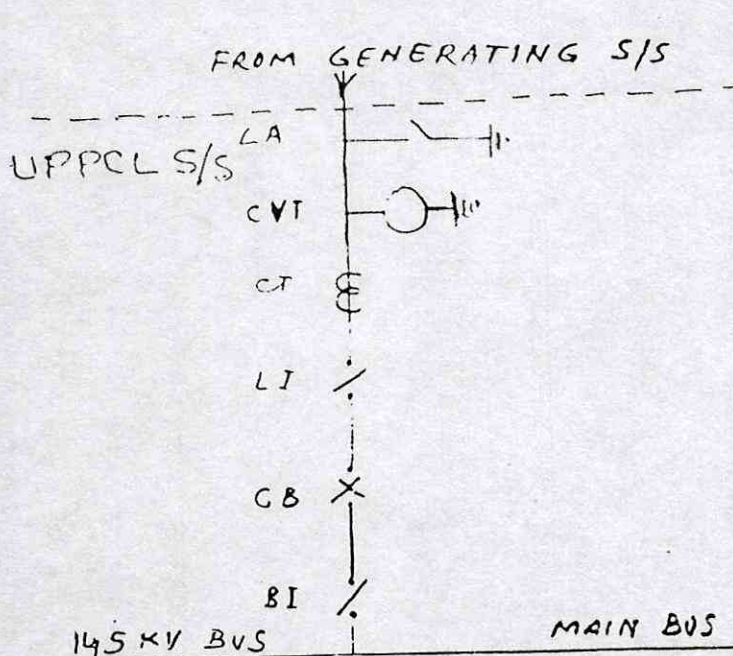 FROM GENERATING S/S
LA
UPPCL S/S
CVT
CT
LI
CB
BI
145 KV BUS
MAIN BUS